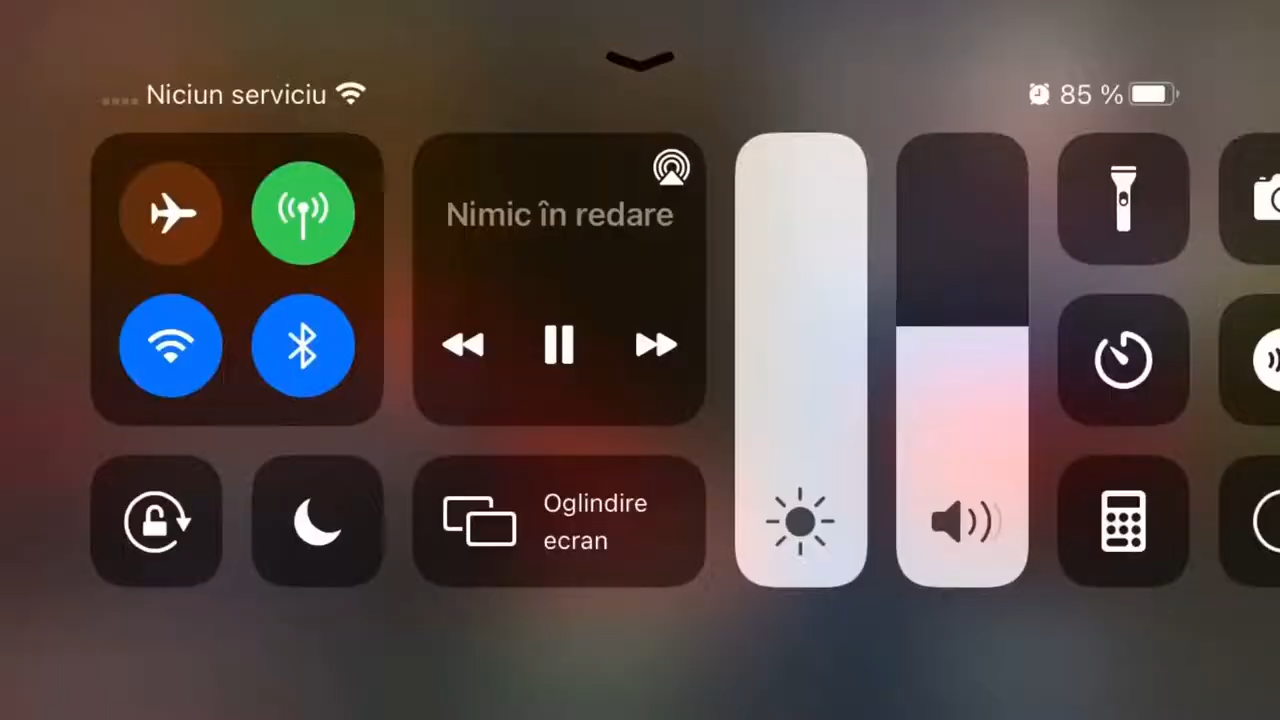 Niciun serviciu
85 %
Nimic în redare
Oglindire
ecran